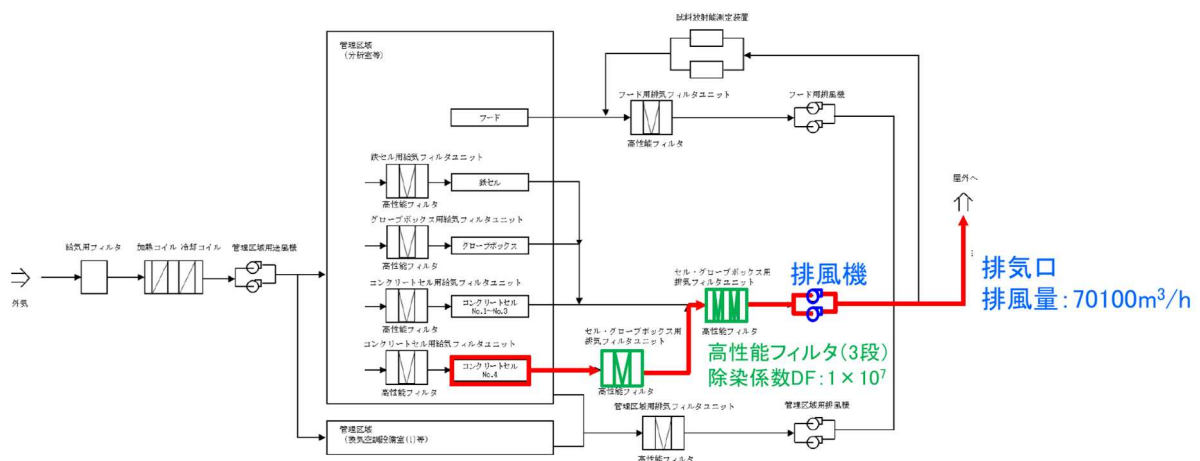 試料放射能測定装置
管理区域
(分析室等)
フード用排気フィルタユニット
フード用排風機
フード
高性能フィルタ
鉄セル用給気フィルタユニット
鉄セル
高性能フィルタ
屋外へ
グローブボックス用給気フィルタユニット
グローブボックス
高性能フィルタ
給気用フィルタ
加熱コイル 冷却コイル
管理区域用送風機
外気
セル・グローブボックス用
排気フィルタユニット
高性能フィルタ
排風機
排気口
排風量:70100m³/h
コンクリートセル用給気フィルタユニット
コンクリートセル
No.1~No.3
高性能フィルタ
セル・グローブボックス用
排気フィルタユニット
高性能フィルタ
高性能フィルタ(3段)
除染係数DF:1×10⁷
コンクリートセル用給気フィルタユニット
コンクリートセル
No.4
高性能フィルタ
管理区域用排気フィルタユニット
管理区域用排風機
高性能フィルタ
管理区域
(換気空調設備室(1)等)